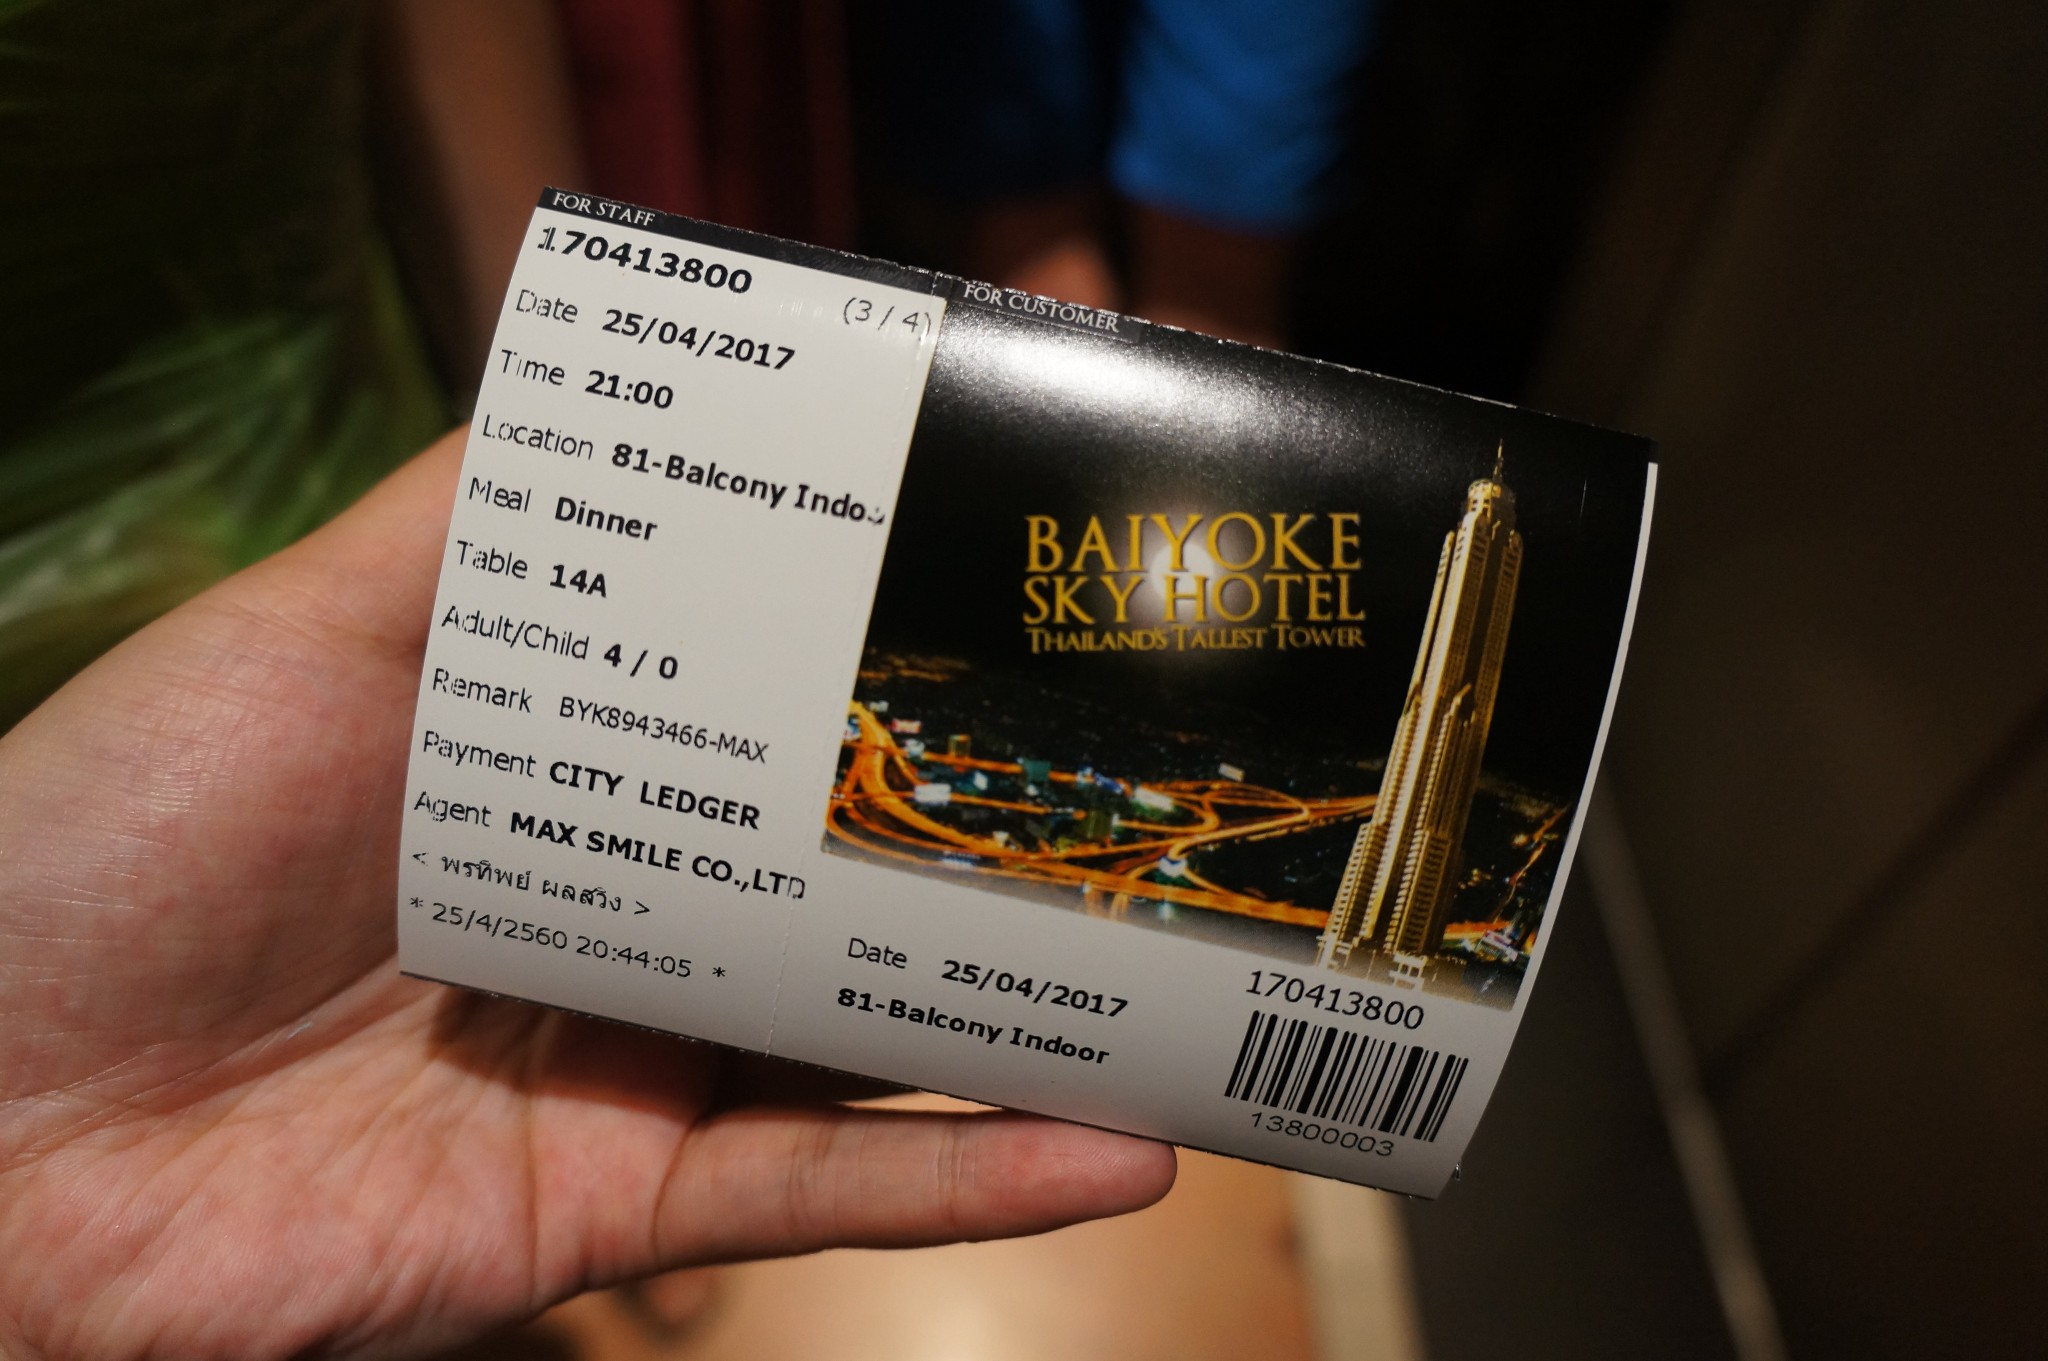 FOR STAFF
170413800
(3 / 4)
Date 25/04/2017
Time 21:00
Location 81-Balcony Indoor
Meal Dinner
Table 14A
Adult/Child 4 / 0
Remark BYK8943466-MAX
Payment CITY LEDGER
Agent MAX SMILE CO.,LTD
< พรทิพย์ ผลสวิง >
* 25/4/2560 20:44:05 *
FOR CUSTOMER
BAIYOKE
SKY HOTEL
THAILAND'S TALLEST TOWER
Date 25/04/2017
81-Balcony Indoor
170413800
13800003